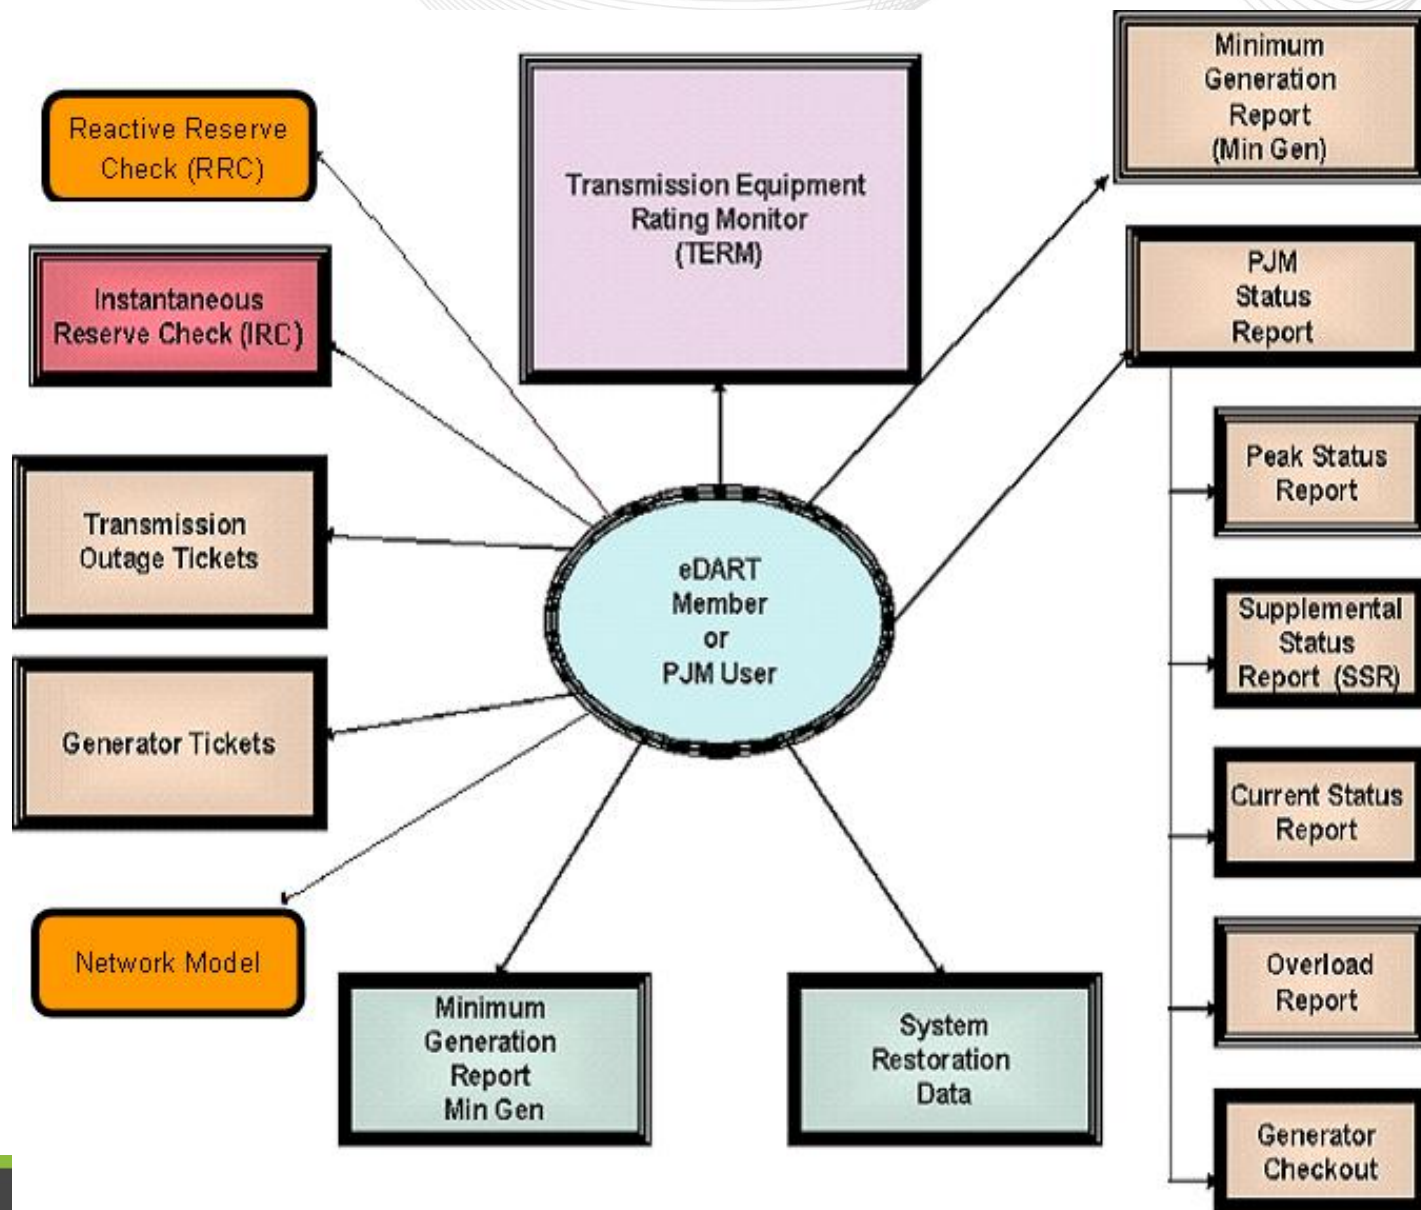 Reactive Reserve
Check (RRC)
Instantaneous
Reserve Check (IRC)
Transmission
Outage Tickets
Generator Tickets
Network Model
Transmission Equipment
Rating Monitor
(TERM)
eDART
Member
or
PJM User
Minimum
Generation
Report
Min Gen
System
Restoration
Data
Minimum
Generation
Report
(Min Gen)
PJM
Status
Report
Peak Status
Report
Supplemental
Status
Report (SSR)
Current Status
Report
Overload
Report
Generator
Checkout